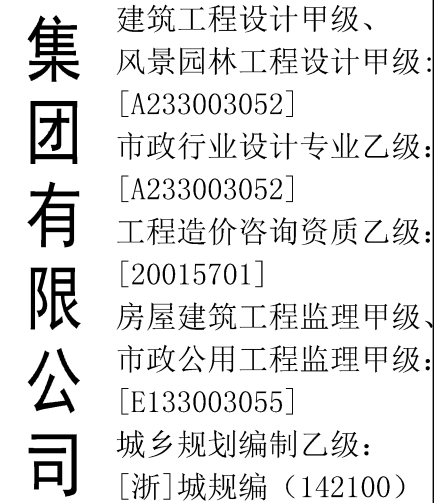 集团有限公司
建筑工程设计甲级、
风景园林工程设计甲级:
[A233003052]
市政行业设计专业乙级:
[A233003052]
工程造价咨询资质乙级:
[20015701]
房屋建筑工程监理甲级、
市政公用工程监理甲级:
[E133003055]
城乡规划编制乙级:
[浙]城规编（142100）